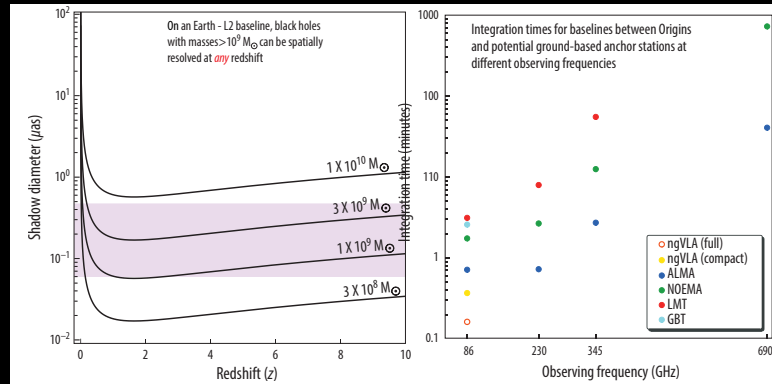 On an Earth - L2 baseline, black holes
with masses>10⁹ M☉ can be spatially
resolved at any redshift
Shadow diameter (μas)
10²
10¹
10⁰
10⁻¹
10⁻²
1 X 10¹⁰ M☉
3 X 10⁹ M☉
1 X 10⁹ M☉
3 X 10⁸ M☉
0
2
4
6
8
10
Redshift (z)
Integration times for baselines between Origins
and potential ground-based anchor stations at
different observing frequencies
Integration time (minutes)
1000
100
110
1
0.1
ngVLA (full)
ngVLA (compact)
ALMA
NOEMA
LMT
GBT
86
230
345
690
Observing frequency (GHz)